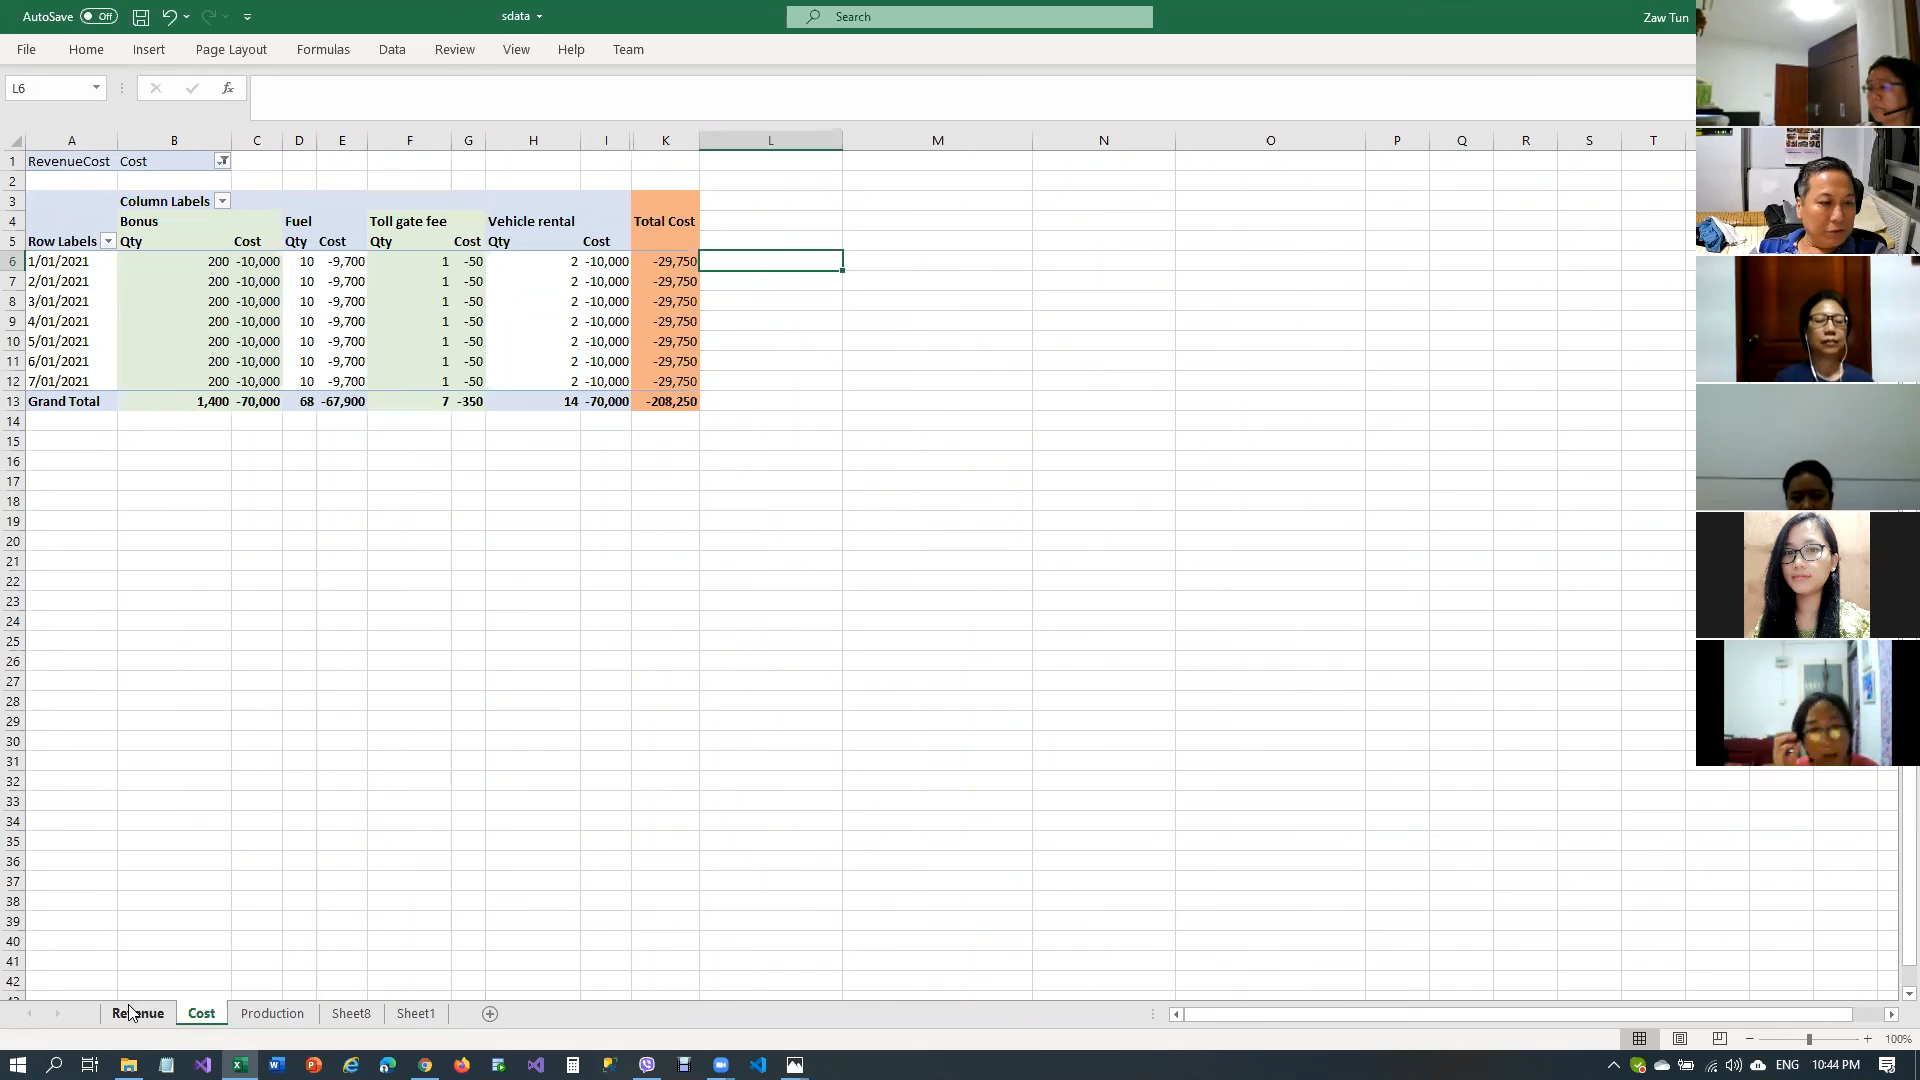 AutoSave Off sdata Search Zaw Tun
File Home Insert Page Layout Formulas Data Review View Help Team
L6 fx
A B C D E F G H I K L M N O P Q R S T
1 RevenueCost Cost
2
3 Column Labels
4 Bonus Fuel Toll gate fee Vehicle rental Total Cost
5 Row Labels Qty Cost Qty Cost Qty Cost Qty Cost
6 1/01/2021 200 -10,000 10 -9,700 1 -50 2 -10,000 -29,750
7 2/01/2021 200 -10,000 10 -9,700 1 -50 2 -10,000 -29,750
8 3/01/2021 200 -10,000 10 -9,700 1 -50 2 -10,000 -29,750
9 4/01/2021 200 -10,000 10 -9,700 1 -50 2 -10,000 -29,750
10 5/01/2021 200 -10,000 10 -9,700 1 -50 2 -10,000 -29,750
11 6/01/2021 200 -10,000 10 -9,700 1 -50 2 -10,000 -29,750
12 7/01/2021 200 -10,000 10 -9,700 1 -50 2 -10,000 -29,750
13 Grand Total 1,400 -70,000 68 -67,900 7 -350 14 -70,000 -208,250
14
15
16
17
18
19
20
21
22
23
24
25
26
27
28
29
30
31
32
33
34
35
36
37
38
39
40
41
42
Revenue Cost Production Sheet8 Sheet1
100%
ENG 10:44 PM